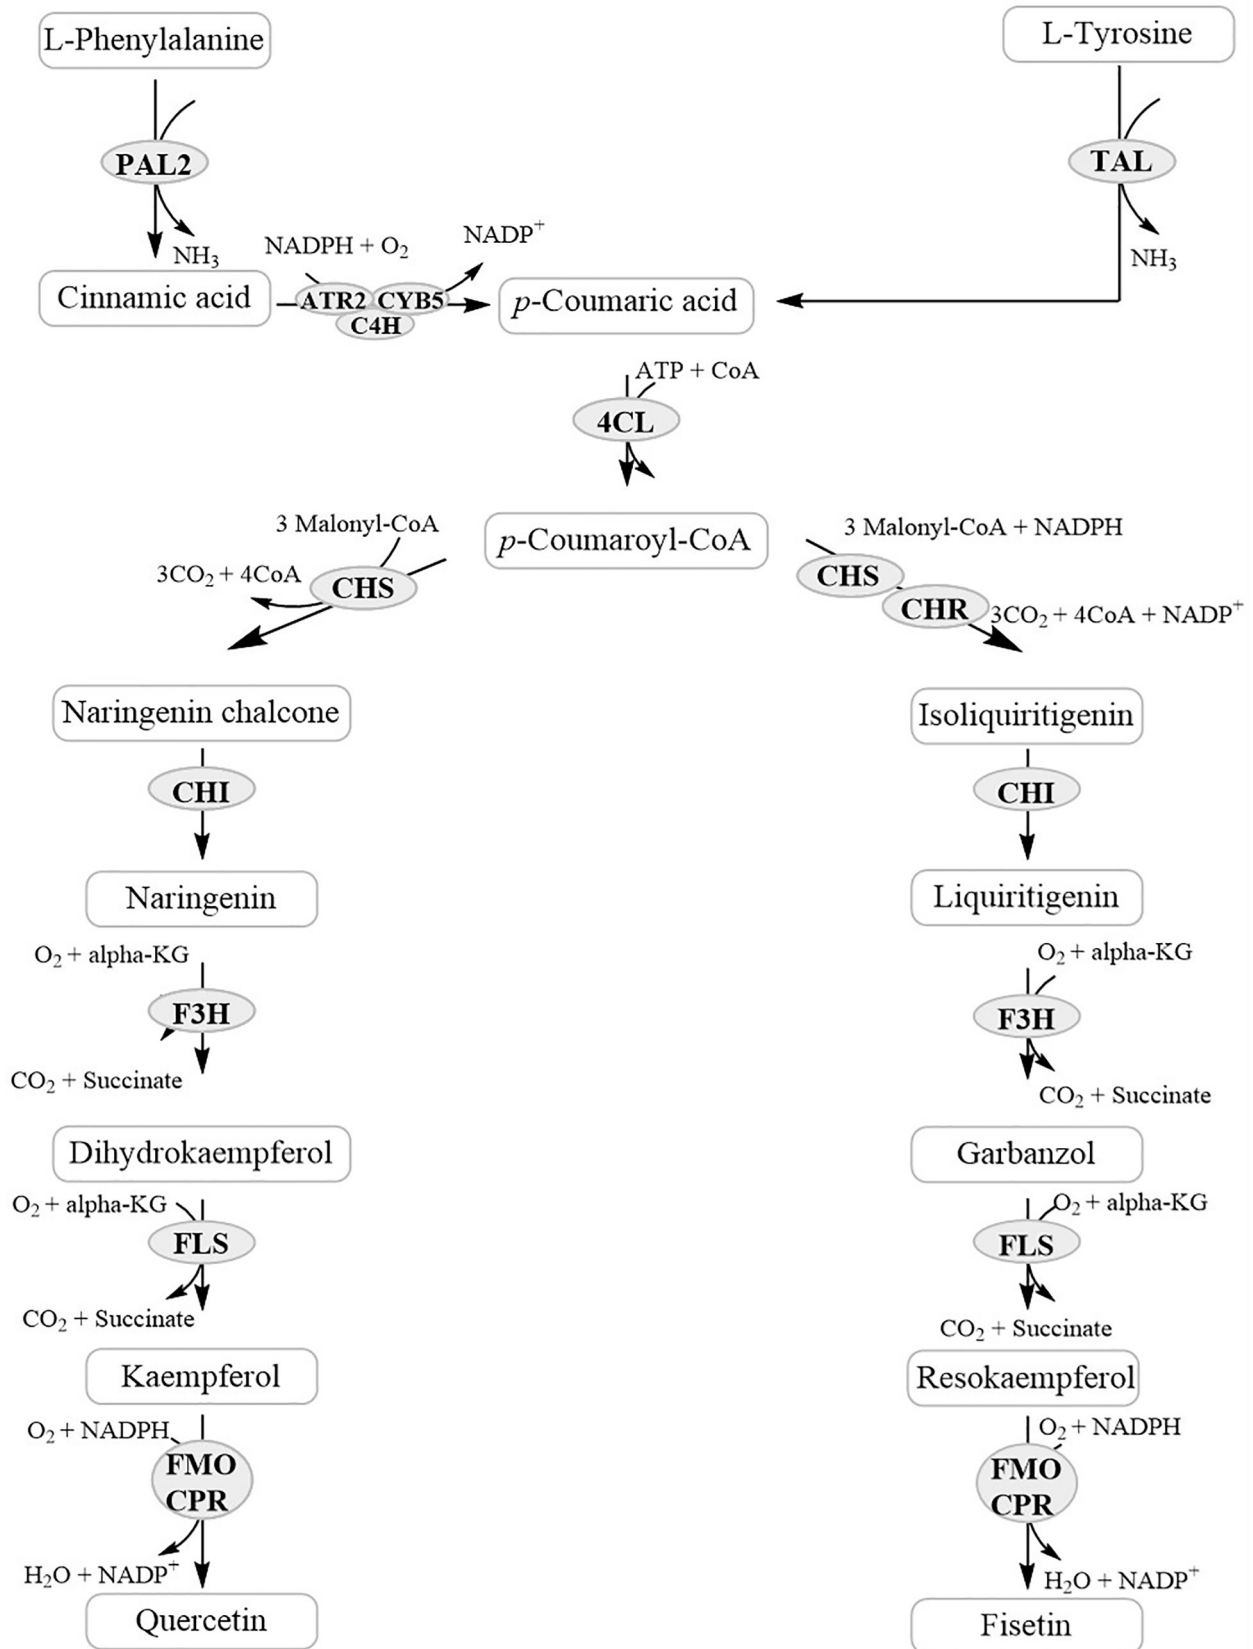 L-Phenylalanine
L-Tyrosine
PAL2
TAL
NH3
NH3
NADPH + O2
NADP+
Cinnamic acid
ATR2 CYB5
C4H
p-Coumaric acid
ATP + CoA
4CL
p-Coumaroyl-CoA
3 Malonyl-CoA
3CO2 + 4CoA
CHS
3 Malonyl-CoA + NADPH
CHS
CHR
3CO2 + 4CoA + NADP+
Naringenin chalcone
Isoliquiritigenin
CHI
CHI
Naringenin
Liquiritigenin
O2 + alpha-KG
O2 + alpha-KG
F3H
F3H
CO2 + Succinate
CO2 + Succinate
Dihydrokaempferol
Garbanzol
O2 + alpha-KG
O2 + alpha-KG
FLS
FLS
CO2 + Succinate
CO2 + Succinate
Kaempferol
Resokaempferol
O2 + NADPH
O2 + NADPH
FMO
CPR
FMO
CPR
H2O + NADP+
H2O + NADP+
Quercetin
Fisetin